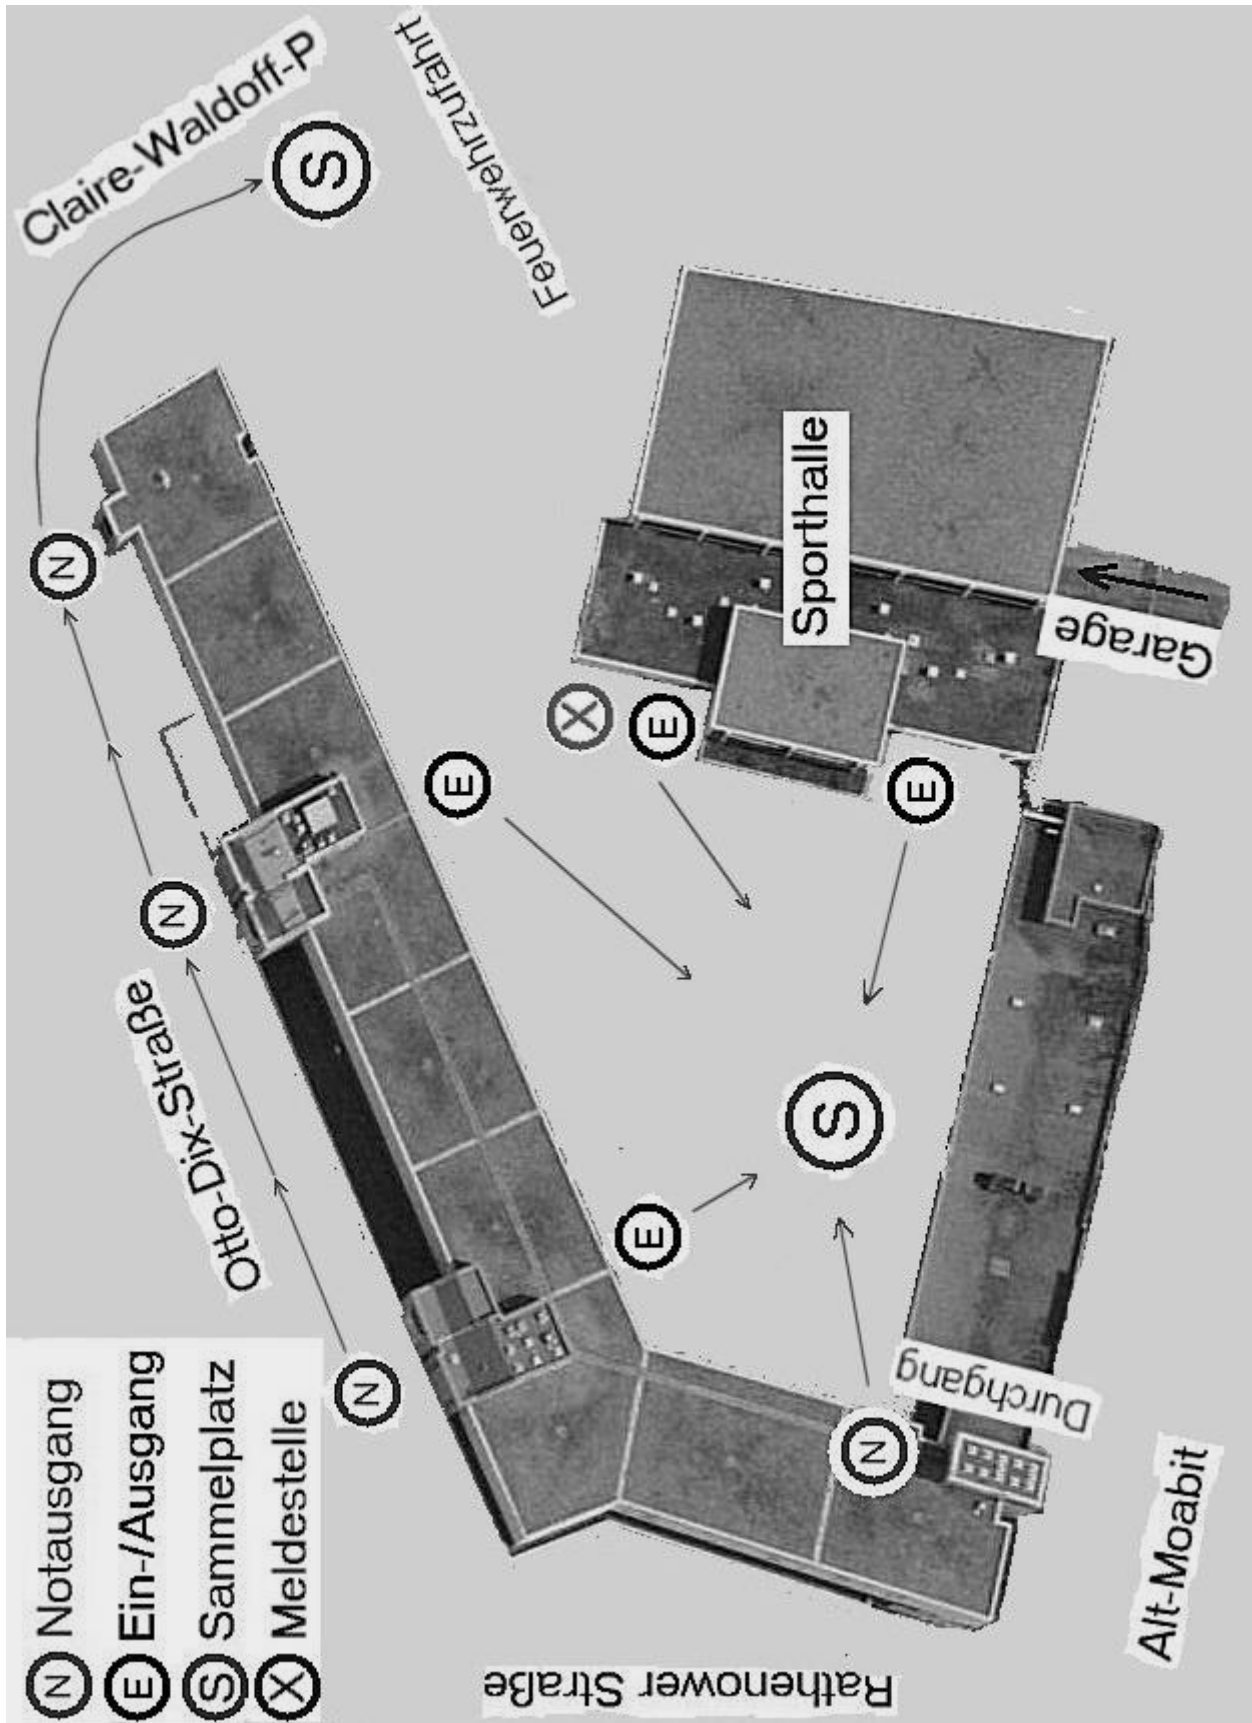 N Notausgang
E Ein-/Ausgang
S Sammelplatz
X Meldestelle
Otto-Dix-Straße
Claire-Waldoff-P
S
Feuerwehrzufahrt
N
N
N
E
E
X
E
E
Sporthalle
Garage
S
N
Durchgang
Rathenower Straße
Alt-Moabit